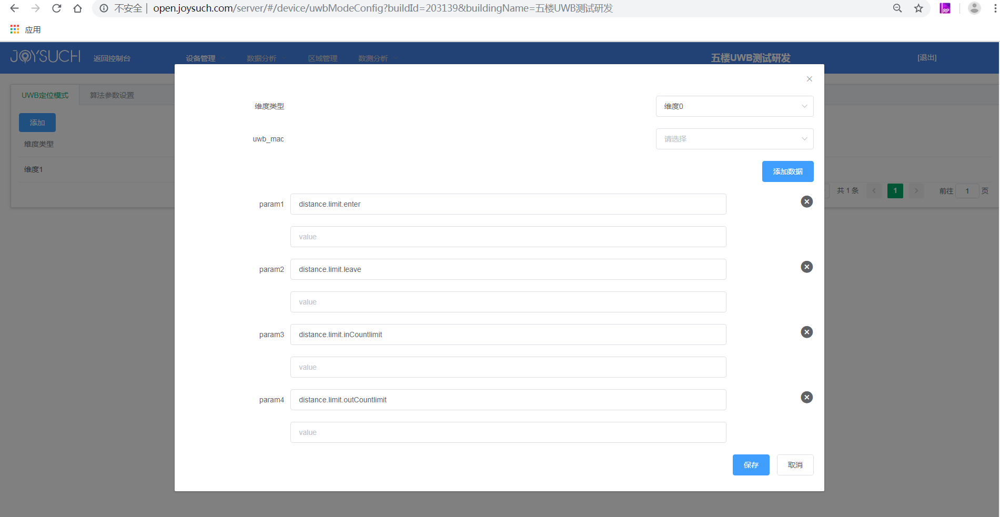 不安全 | open.joysuch.com/server/#/device/uwbModeConfig?buildId=203139&buildingName=五楼UWB测试研发
应用
JOYSUCH 返回控制台 设备管理 数据分析 区域管理 数测分析 五楼UWB测试研发 [退出]
UWB定位模式 算法参数设置
添加
维度类型
维度1
共 1 条 1 前往 1 页
维度类型 维度0
uwb_mac 请选择
添加数据
param1 distance.limit.enter
value
param2 distance.limit.leave
value
param3 distance.limit.inCountlimit
value
param4 distance.limit.outCountlimit
value
保存 取消